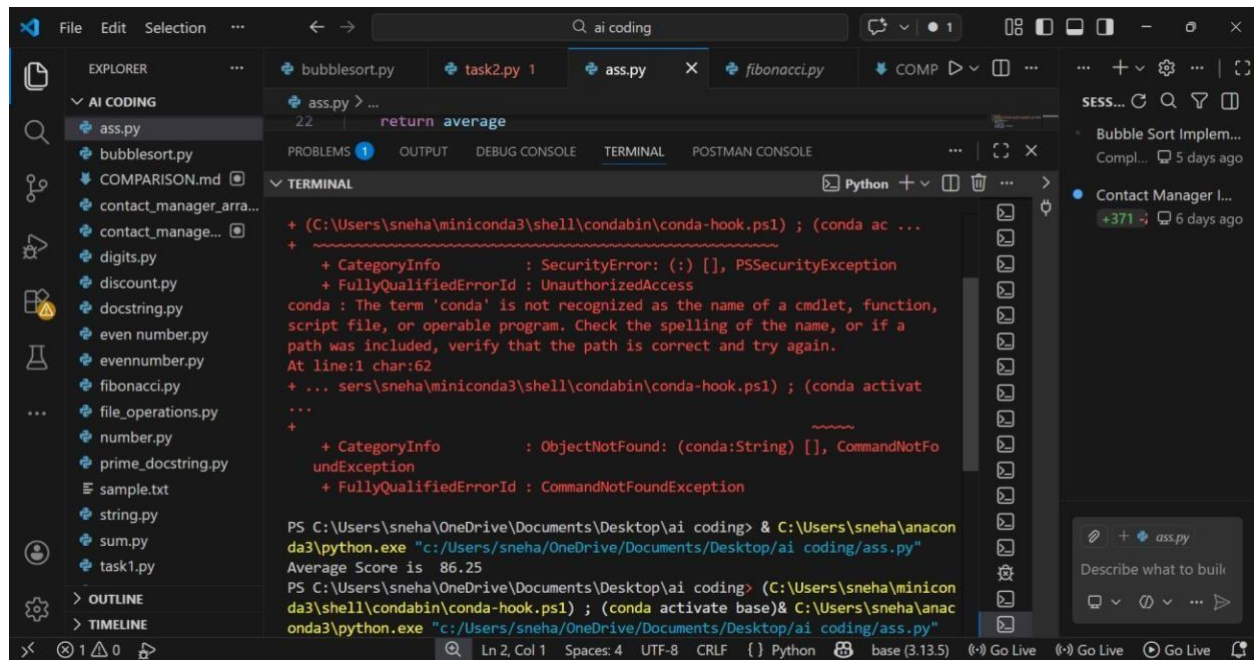 File Edit Selection ...
ai coding
1
EXPLORER ...
AI CODING
ass.py
bubblesort.py
COMPARISON.md
contact_manager_arra...
contact_manage...
digits.py
discount.py
docstring.py
even number.py
evennumber.py
fibonacci.py
file_operations.py
number.py
prime_docstring.py
sample.txt
string.py
sum.py
task1.py
OUTLINE
TIMELINE
bubblesort.py task2.py 1 ass.py fibonacci.py COMP ...
ass.py > ...
22 return average
PROBLEMS 1 OUTPUT DEBUG CONSOLE TERMINAL POSTMAN CONSOLE ...
TERMINAL Python ...
+ (C:\Users\sneha\miniconda3\shell\condabin\conda-hook.ps1) ; (conda ac ...
+ ~~~~~~~~~~~~~~~~~~~~~~~~~~~~~~~~~~~~~~~~~~~~~~~~~~~~~~~~~
+ CategoryInfo : SecurityError: (:) [], PSSecurityException
+ FullyQualifiedErrorId : UnauthorizedAccess
conda : The term 'conda' is not recognized as the name of a cmdlet, function,
script file, or operable program. Check the spelling of the name, or if a
path was included, verify that the path is correct and try again.
At line:1 char:62
+ ... sers\sneha\miniconda3\shell\condabin\conda-hook.ps1) ; (conda activat
...
+ ~~~~~
+ CategoryInfo : ObjectNotFound: (conda:String) [], CommandNotFo
undException
+ FullyQualifiedErrorId : CommandNotFoundException
PS C:\Users\sneha\OneDrive\Documents\Desktop\ai coding> & C:\Users\sneha\anacon
da3\python.exe "c:/Users/sneha/OneDrive/Documents/Desktop/ai coding/ass.py"
Average Score is 86.25
PS C:\Users\sneha\OneDrive\Documents\Desktop\ai coding> (C:\Users\sneha\minicon
da3\shell\condabin\conda-hook.ps1) ; (conda activate base)& C:\Users\sneha\anac
onda3\python.exe "c:/Users/sneha/OneDrive/Documents/Desktop/ai coding/ass.py"
SESS...
Bubble Sort Implem...
Compl... 5 days ago
Contact Manager I...
+371 -2 6 days ago
+ ass.py
Describe what to buil
1 0 Ln 2, Col 1 Spaces: 4 UTF-8 CRLF { } Python base (3.13.5) Go Live Go Live Go Live